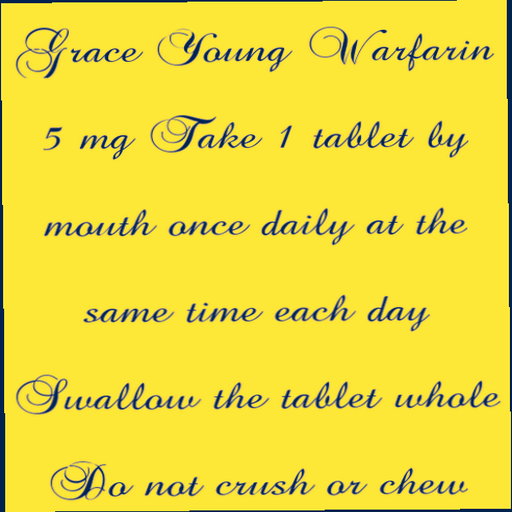 Grace Young Warfarin
5 mg Take 1 tablet by
mouth once daily at the
same time each day
Swallow the tablet whole
Do not crush or chew